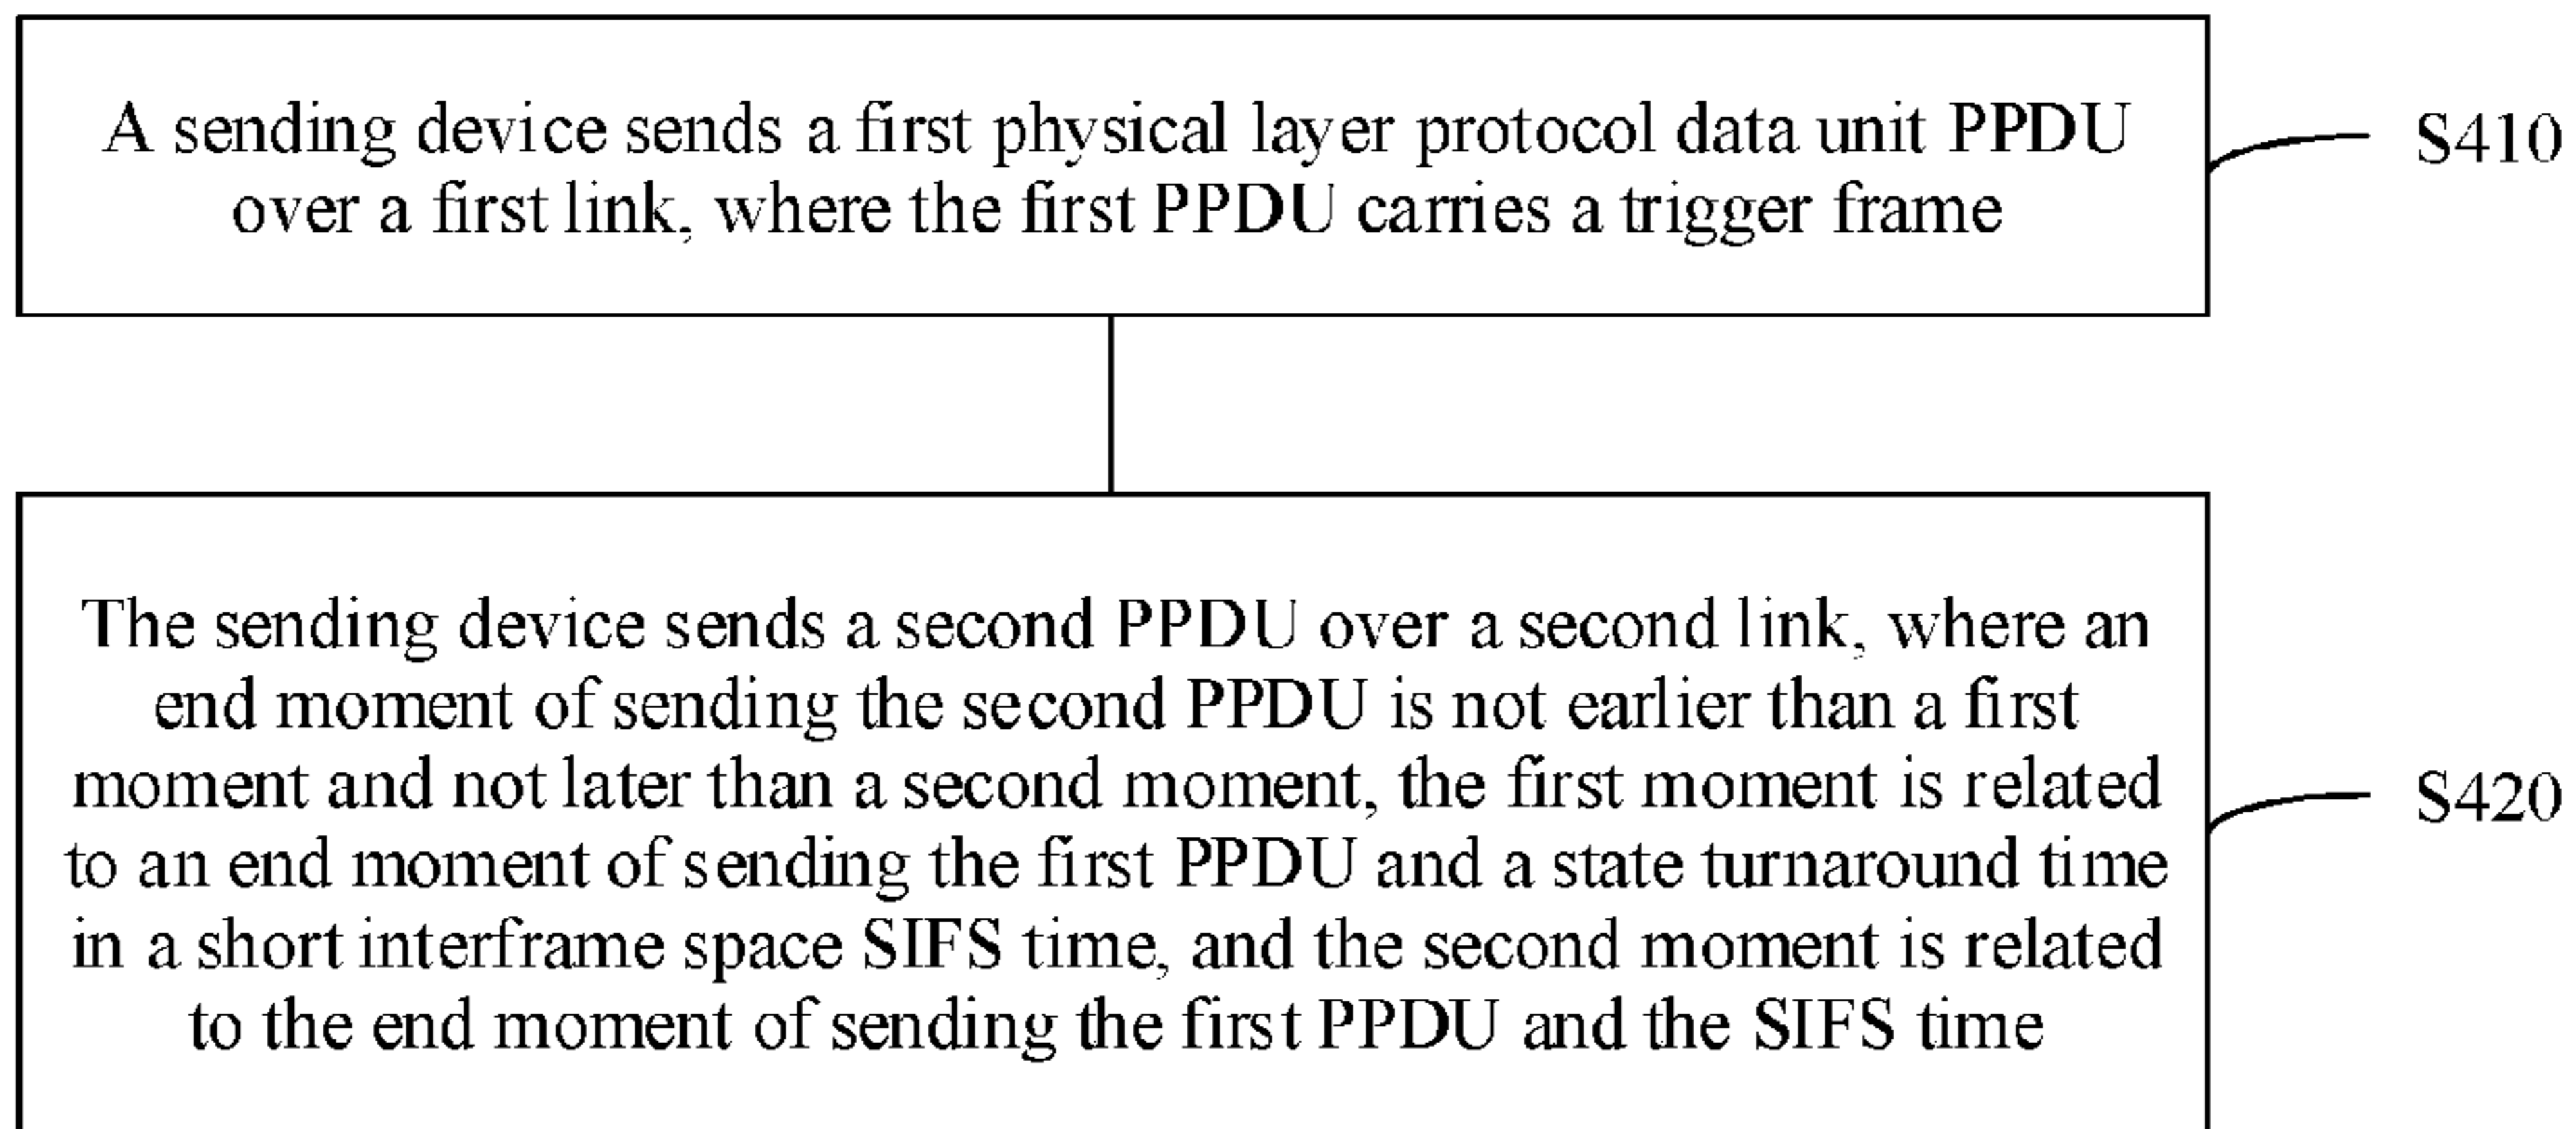 A sending device sends a first physical layer protocol data unit PPDU
over a first link, where the first PPDU carries a trigger frame
S410
The sending device sends a second PPDU over a second link, where an
end moment of sending the second PPDU is not earlier than a first
moment and not later than a second moment, the first moment is related
to an end moment of sending the first PPDU and a state turnaround time
in a short interframe space SIFS time, and the second moment is related
to the end moment of sending the first PPDU and the SIFS time
S420